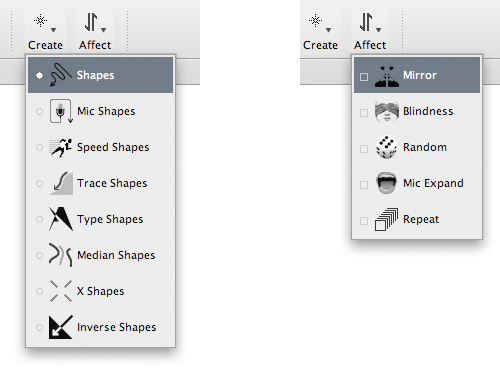 Create Affect
Shapes
Mic Shapes
Speed Shapes
Trace Shapes
Type Shapes
Median Shapes
X Shapes
Inverse Shapes
Create Affect
Mirror
Blindness
Random
Mic Expand
Repeat